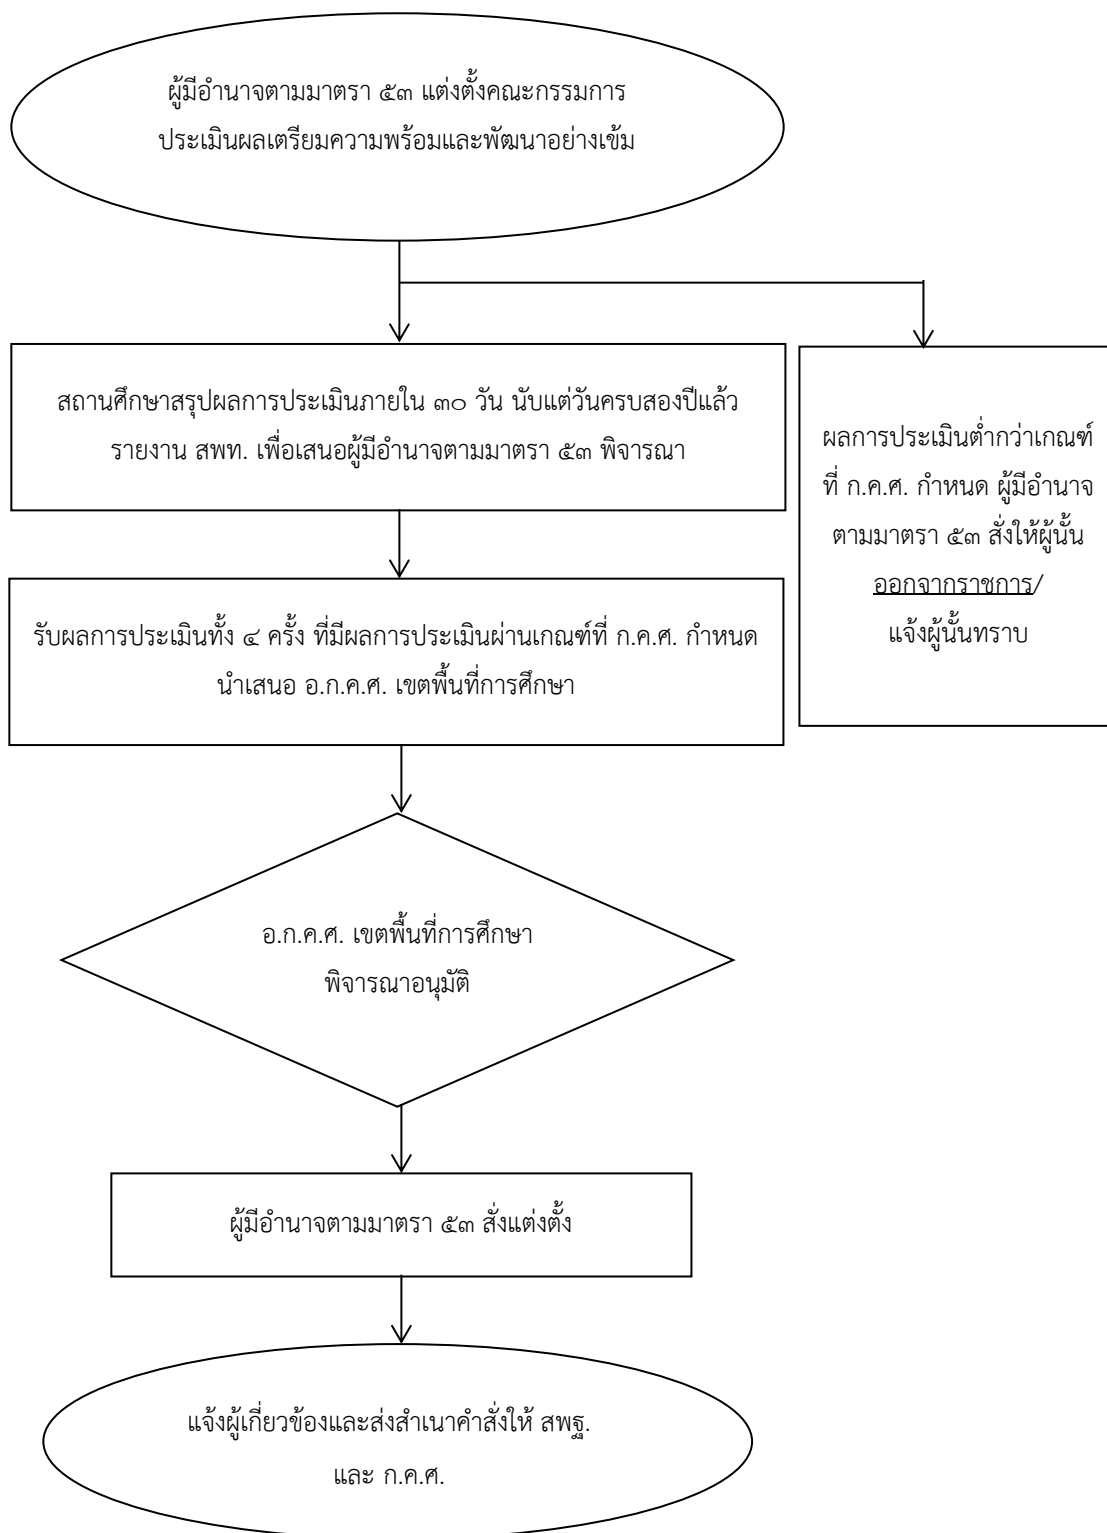 ผู้มีอำนาจตามมาตรา ๕๓ แต่งตั้งคณะกรรมการ
ประเมินผลเตรียมความพร้อมและพัฒนาอย่างเข้ม
สถานศึกษาสรุปผลการประเมินภายใน ๓๐ วัน นับแต่วันครบสองปีแล้ว
รายงาน สพท. เพื่อเสนอผู้มีอำนาจตามมาตรา ๕๓ พิจารณา
ผลการประเมินต่ำกว่าเกณฑ์
ที่ ก.ค.ศ. กำหนด ผู้มีอำนาจ
ตามมาตรา ๕๓ สั่งให้ผู้นั้น
ออกจากราชการ/
แจ้งผู้นั้นทราบ
รับผลการประเมินทั้ง ๔ ครั้ง ที่มีผลการประเมินผ่านเกณฑ์ที่ ก.ค.ศ. กำหนด
นำเสนอ อ.ก.ค.ศ. เขตพื้นที่การศึกษา
อ.ก.ค.ศ. เขตพื้นที่การศึกษา
พิจารณาอนุมัติ
ผู้มีอำนาจตามมาตรา ๕๓ สั่งแต่งตั้ง
แจ้งผู้เกี่ยวข้องและส่งสำเนาคำสั่งให้ สพฐ.
และ ก.ค.ศ.